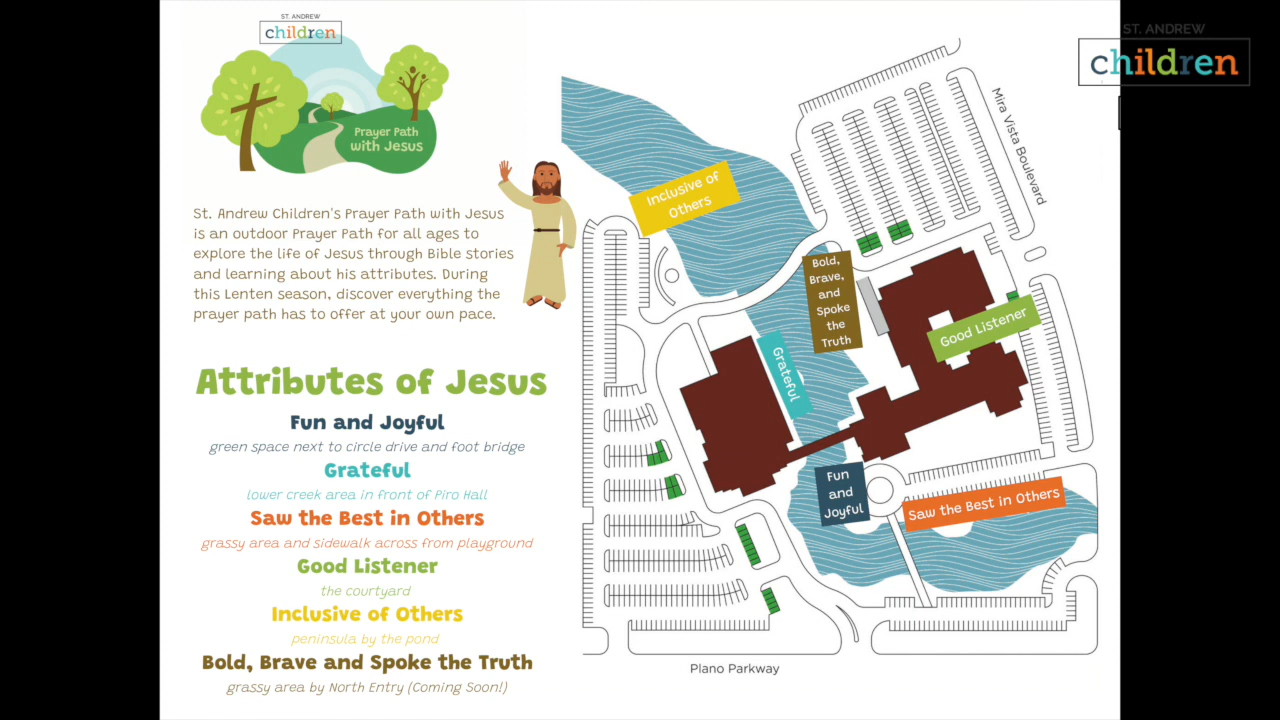 ST. ANDREW
children
Prayer Path
with Jesus
St. Andrew Children's Prayer Path with Jesus
is an outdoor Prayer Path for all ages to
explore the life of Jesus through Bible stories
and learning about his attributes. During
this Lenten season, discover everything the
prayer path has to offer at your own pace.
Attributes of Jesus
Fun and Joyful
green space next to circle drive and foot bridge
Grateful
lower creek area in front of Piro Hall
Saw the Best in Others
grassy area and sidewalk across from playground
Good Listener
the courtyard
Inclusive of Others
peninsula by the pond
Bold, Brave and Spoke the Truth
grassy area by North Entry (Coming Soon!)
Inclusive of
Others
Bold,
Brave,
and
Spoke
the
Truth
Grateful
Good Listener
Fun
and
Joyful
Saw the Best in Others
Mira Vista Boulevard
Plano Parkway
ST. ANDREW
children